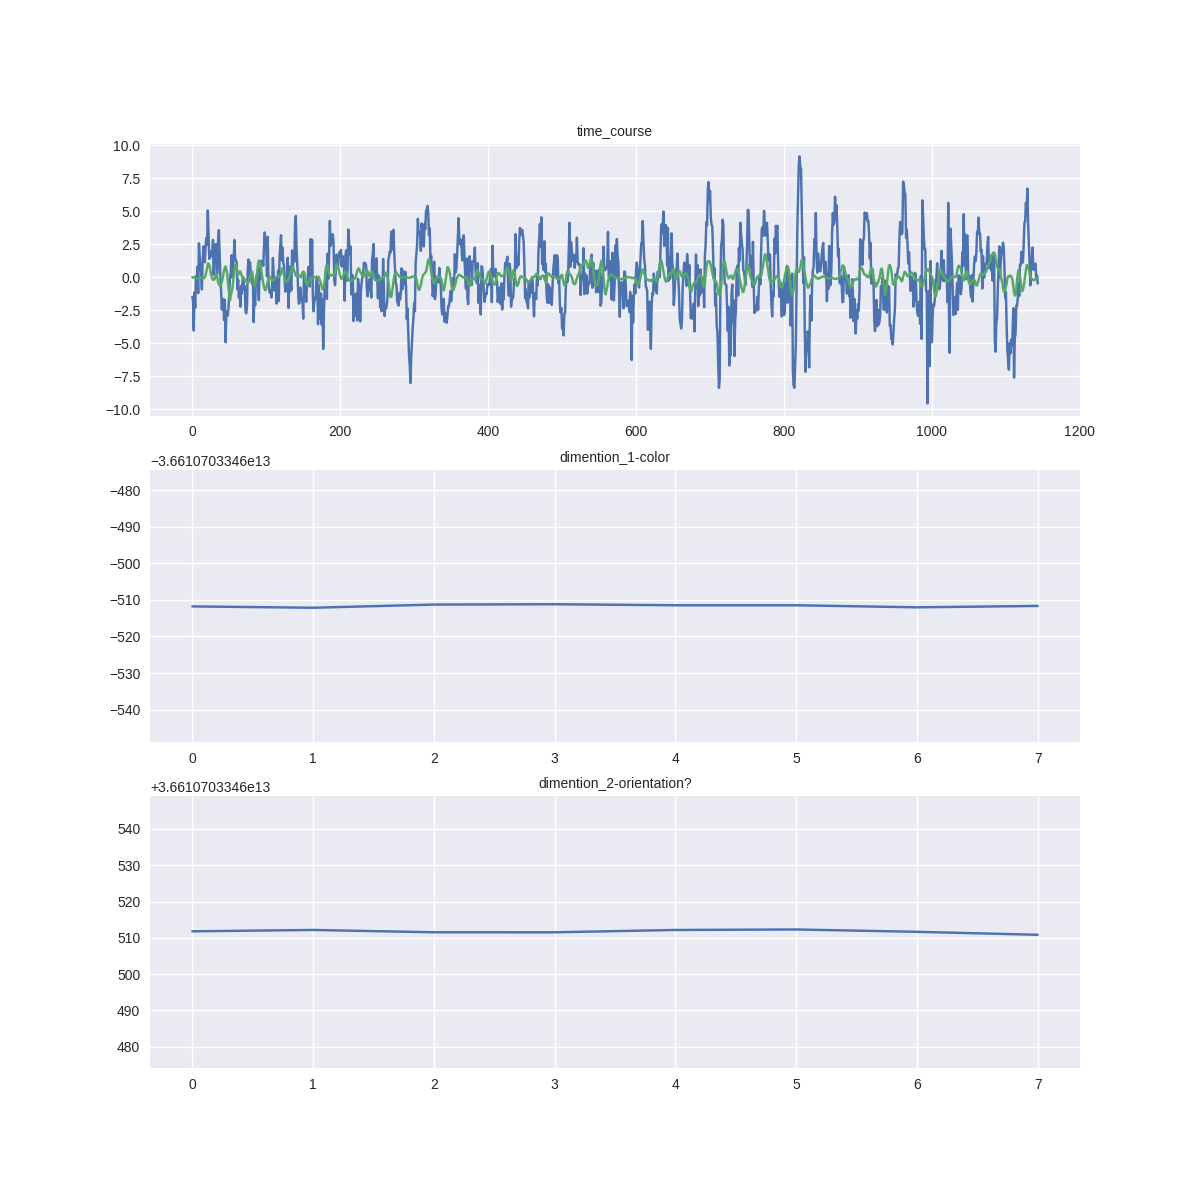 time_course
10.0
7.5
5.0
2.5
0.0
−2.5
−5.0
−7.5
−10.0
0 200 400 600 800 1000 1200
−3.6610703346e13
dimention_1-color
−480
−490
−500
−510
−520
−530
−540
0 1 2 3 4 5 6 7
+3.6610703346e13
dimention_2-orientation?
540
530
520
510
500
490
480
0 1 2 3 4 5 6 7